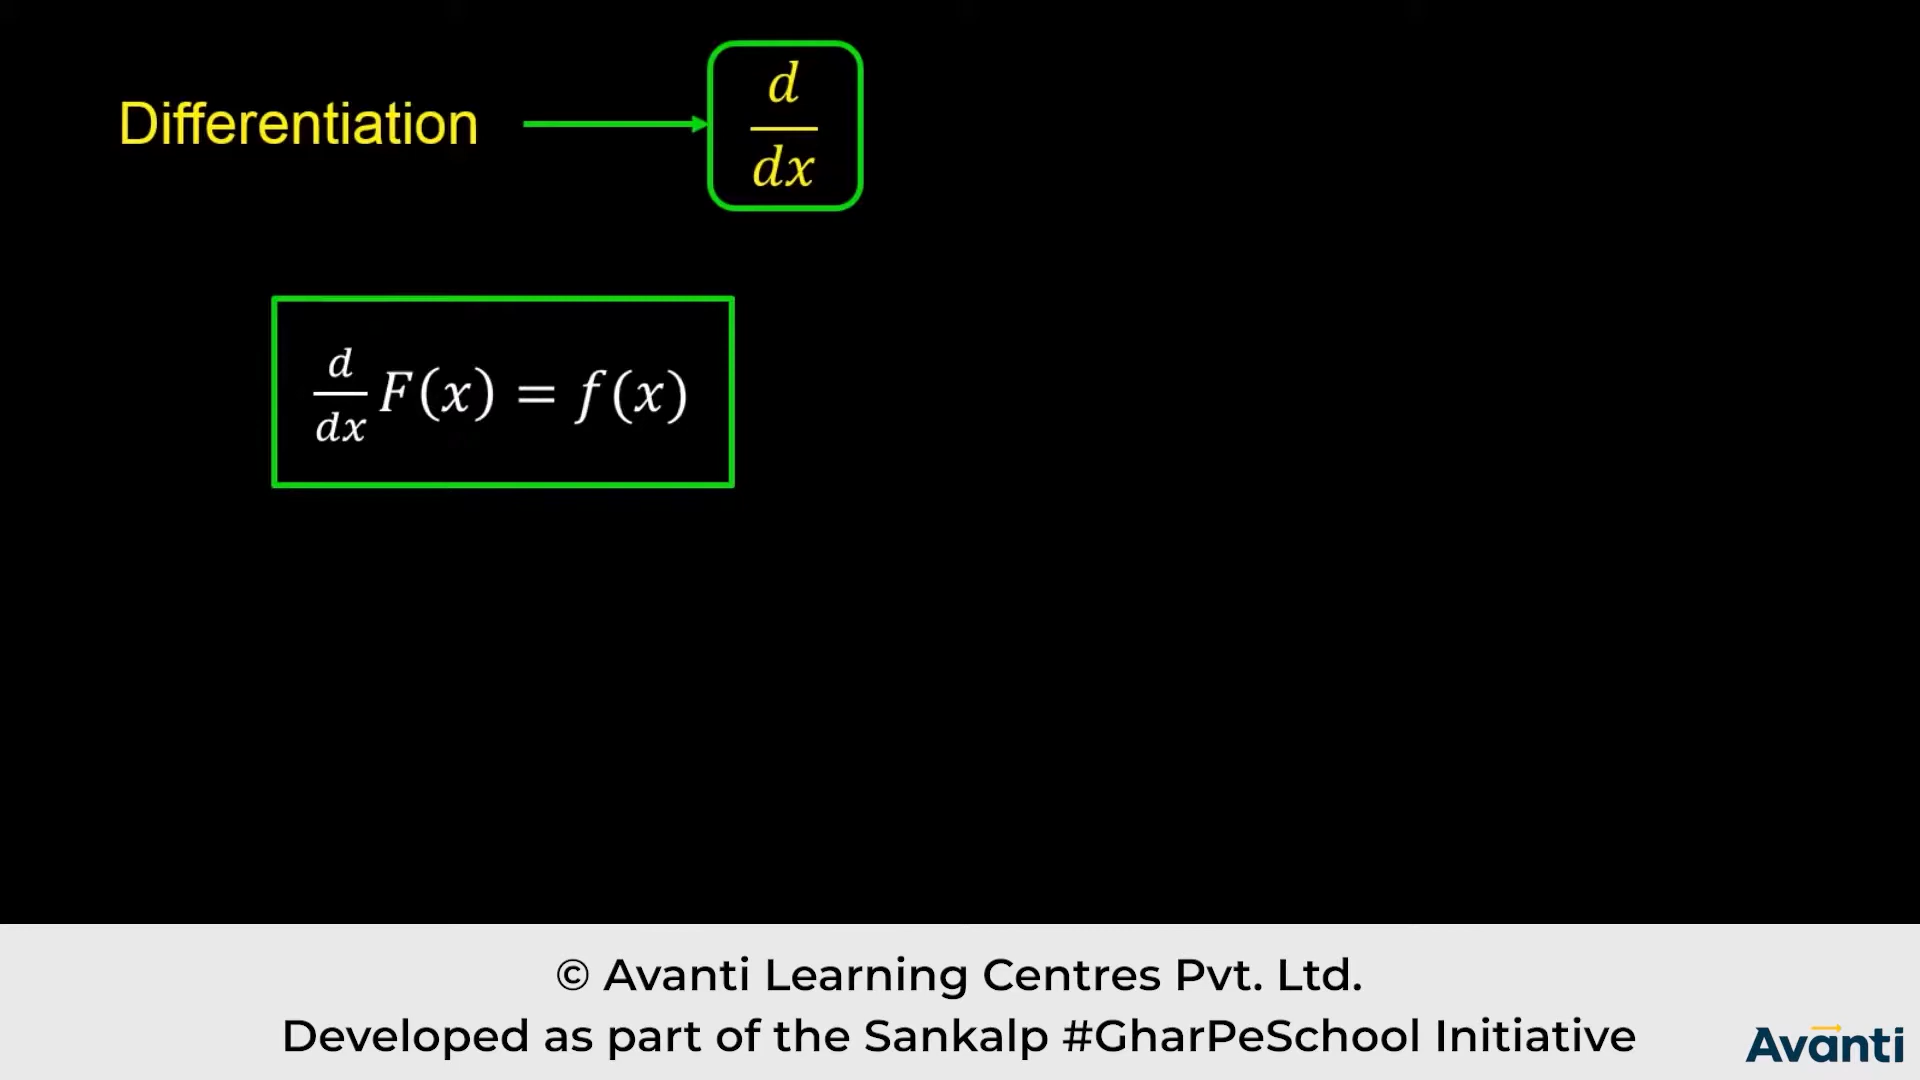 Differentiation
d
dx
d/dx F(x) = f(x)
© Avanti Learning Centres Pvt. Ltd.
Developed as part of the Sankalp #GharPeSchool Initiative
Avanti